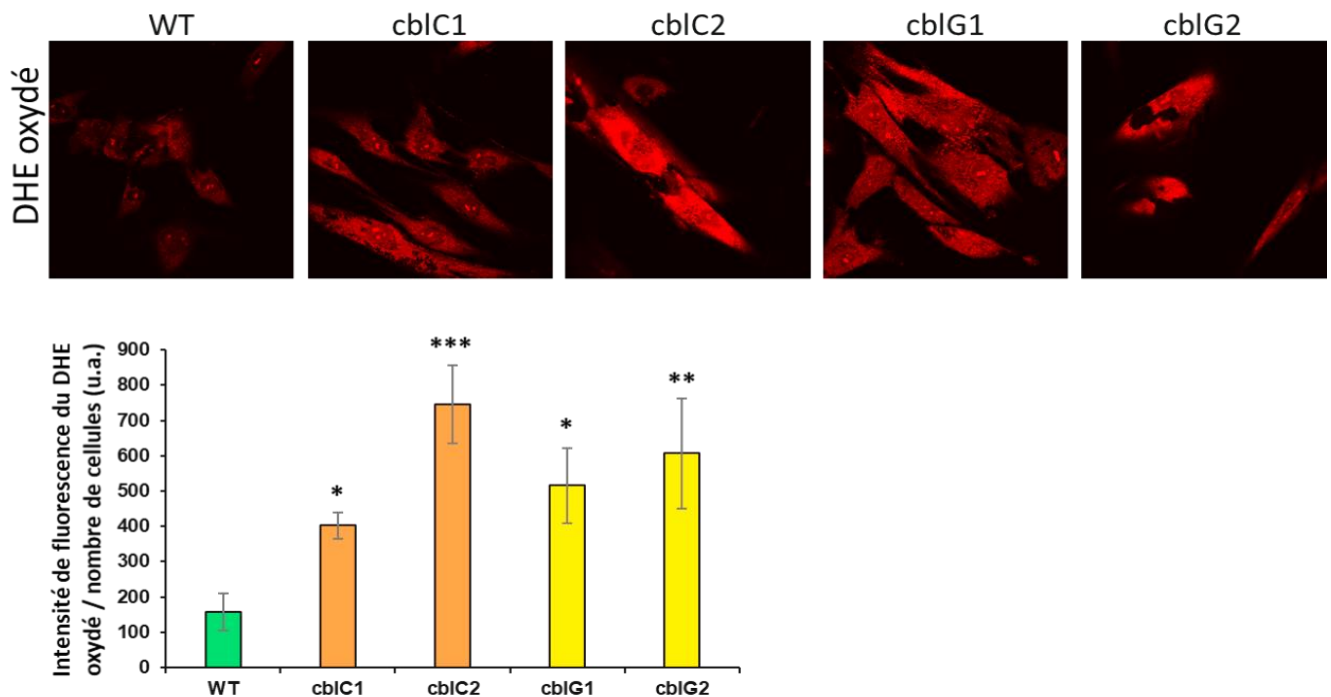 WT cblC1 cblC2 cblG1 cblG2
DHE oxydé
Intensité de fluorescence du DHE
oxydé / nombre de cellules (u.a.)
900
800
700
600
500
400
300
200
100
0
*
***
*
**
WT cblC1 cblC2 cblG1 cblG2